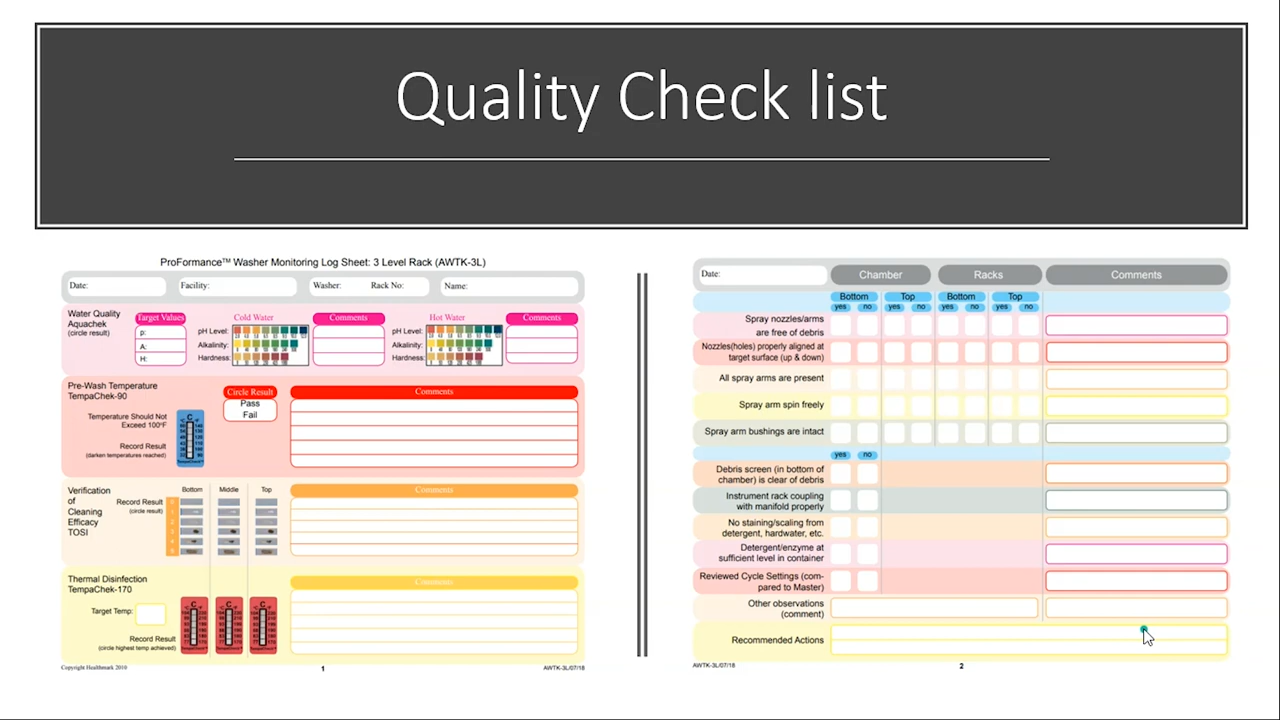 Quality Check list
ProFormance™ Washer Monitoring Log Sheet: 3 Level Rack (AWTK-3L)
Date: Facility: Washer: Rack No: Name:
Water Quality
Aquachek
(circle result)
Target Values
p:
A:
H:
Cold Water
pH Level:
Alkalinity:
Hardness:
Comments
Hot Water
pH Level:
Alkalinity:
Hardness:
Comments
Pre-Wash Temperature
TempaChek-90
Temperature Should Not
Exceed 100°F
Record Result
(darken temperatures reached)
Circle Result
Pass
Fail
Comments
Verification
of
Cleaning
Efficacy
TOSI
Record Result
(circle result)
Bottom Middle Top
Comments
Thermal Disinfection
TempaChek-170
Target Temp:
Record Result
(circle highest temp achieved)
Comments
Copyright Healthmark 2010 1 AWTK-3L/07/18
Date: Chamber Racks Comments
Bottom Top Bottom Top
yes no yes no yes no yes no
Spray nozzles/arms
are free of debris
Nozzles(holes) properly aligned at
target surface (up & down)
All spray arms are present
Spray arm spin freely
Spray arm bushings are intact
yes no
Debris screen (in bottom of
chamber) is clear of debris
Instrument rack coupling
with manifold properly
No staining/scaling from
detergent, hardwater, etc.
Detergent/enzyme at
sufficient level in container
Reviewed Cycle Settings (com-
pared to Master)
Other observations
(comment)
Recommended Actions
AWTK-3L/07/18 2